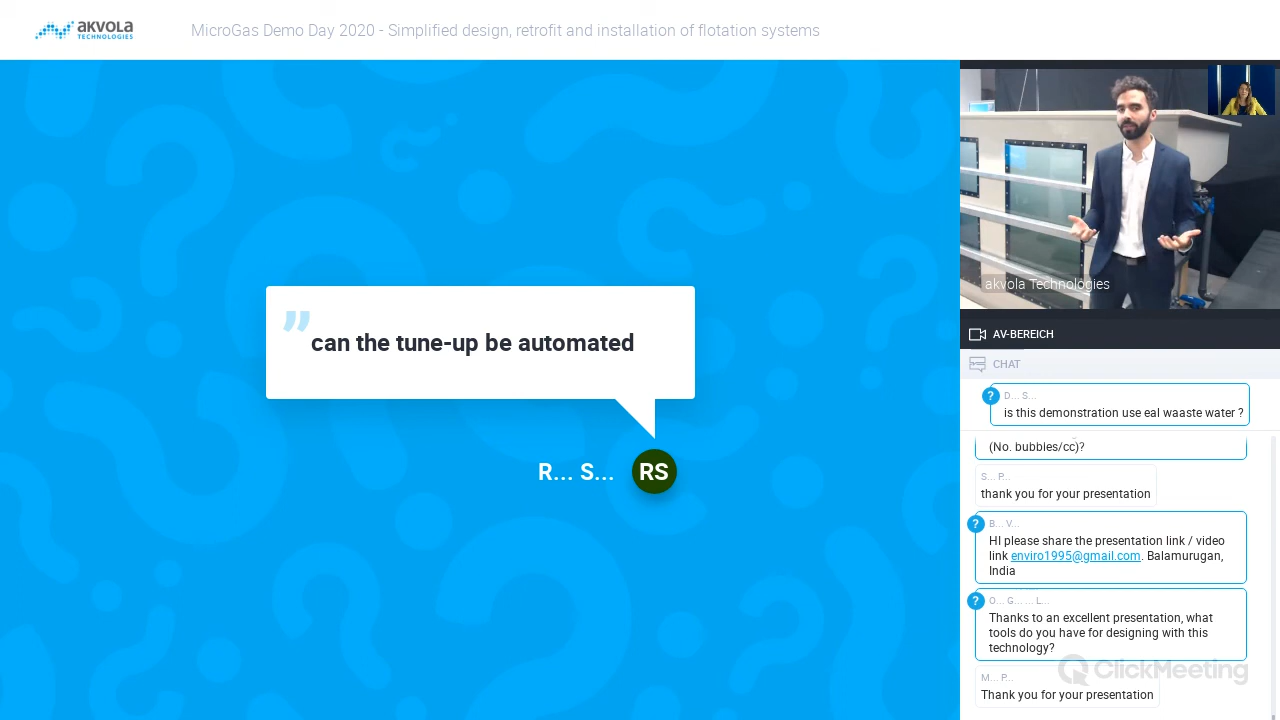 akvola
TECHNOLOGIES
MicroGas Demo Day 2020 - Simplified design, retrofit and installation of flotation systems
”
can the tune-up be automated
R... S...
RS
akvola Technologies
AV-BEREICH
CHAT
?
D... S...
is this demonstration use eal waaste water ?
(No. bubbles/cc)?
S... P...
thank you for your presentation
?
B... V...
HI please share the presentation link / video
link enviro1995@gmail.com. Balamurugan,
India
?
O... G... ... L...
Thanks to an excellent presentation, what
tools do you have for designing with this
technology?
ClickMeeting
M... P...
Thank you for your presentation